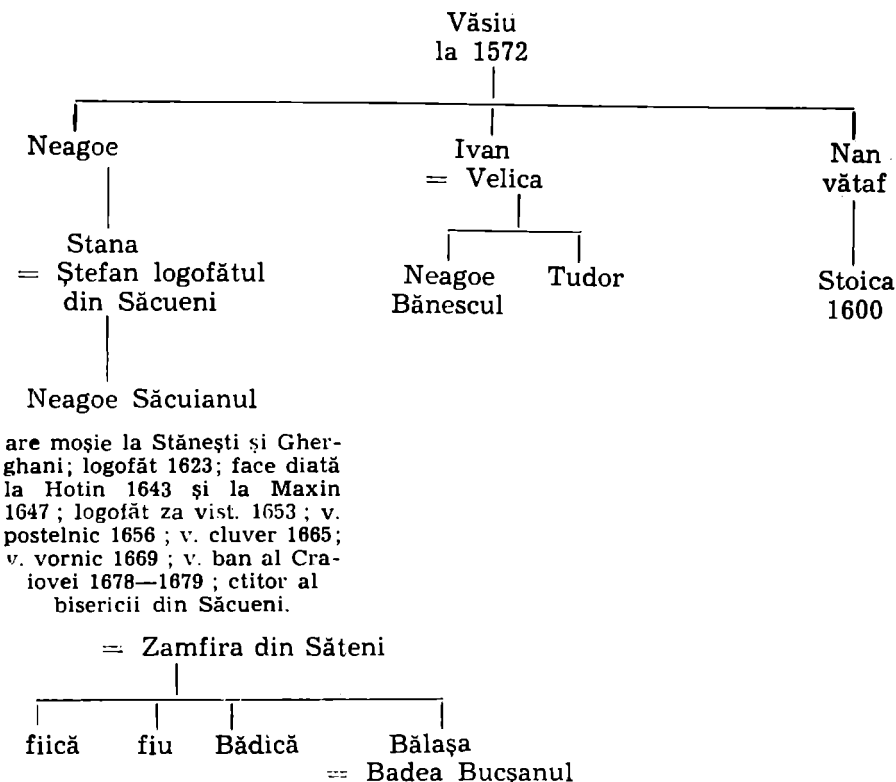 Văsiu
la 1572
Neagoe
Ivan
= Velica
Nan
vătaf
Stana
= Ștefan logofătul
din Săcueni
Neagoe
Bănescul
Tudor
Stoica
1600
Neagoe Săcuianul
are moșie la Stănești și Gher-
ghani; logofăt 1623; face diată
la Hotin 1643 și la Maxin
1647 ; logofăt za vist. 1653 ; v.
postelnic 1656 ; v. cluver 1665;
v. vornic 1669 ; v. ban al Cra-
iovei 1678—1679 ; ctitor al
bisericii din Săcueni.
= Zamfira din Săteni
fiică fiu Bădică Bălașa
= Badea Bucșanul